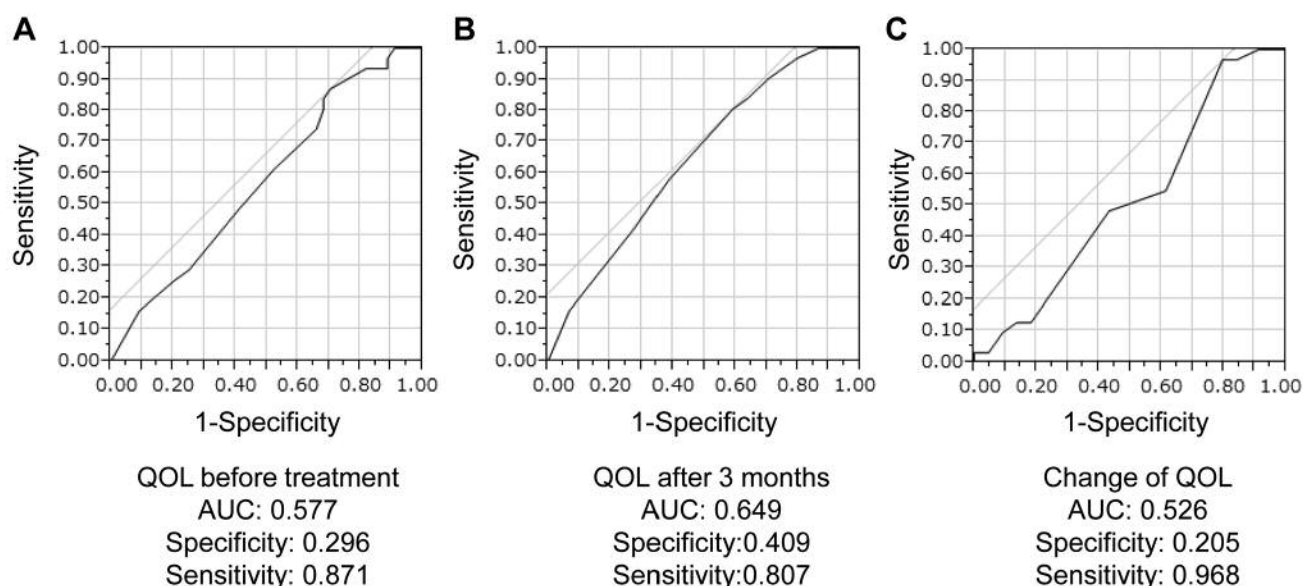 A
1.00
0.90
0.80
0.70
0.60
0.50
0.40
0.30
0.20
0.10
0.00
Sensitivity
0.00 0.20 0.40 0.60 0.80 1.00
1-Specificity
QOL before treatment
AUC: 0.577
Specificity: 0.296
Sensitivity: 0.871
B
1.00
0.90
0.80
0.70
0.60
0.50
0.40
0.30
0.20
0.10
0.00
Sensitivity
0.00 0.20 0.40 0.60 0.80 1.00
1-Specificity
QOL after 3 months
AUC: 0.649
Specificity:0.409
Sensitivity:0.807
C
1.00
0.90
0.80
0.70
0.60
0.50
0.40
0.30
0.20
0.10
0.00
Sensitivity
0.00 0.20 0.40 0.60 0.80 1.00
1-Specificity
Change of QOL
AUC: 0.526
Specificity: 0.205
Sensitivity: 0.968